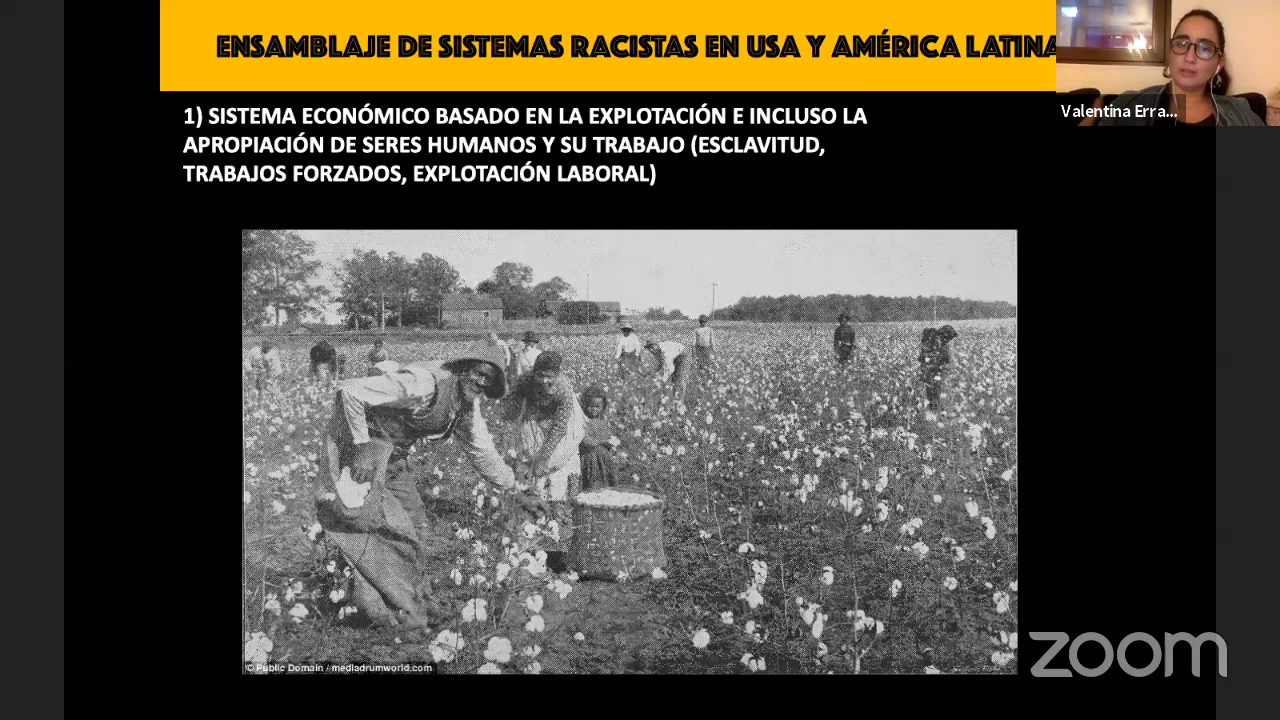 ENSAMBLAJE DE SISTEMAS RACISTAS EN USA Y AMÉRICA LATINA
Valentina Erra...
1) SISTEMA ECONÓMICO BASADO EN LA EXPLOTACIÓN E INCLUSO LA
APROPIACIÓN DE SERES HUMANOS Y SU TRABAJO (ESCLAVITUD,
TRABAJOS FORZADOS, EXPLOTACIÓN LABORAL)
© Public Domain / mediadrumworld.com
zoom